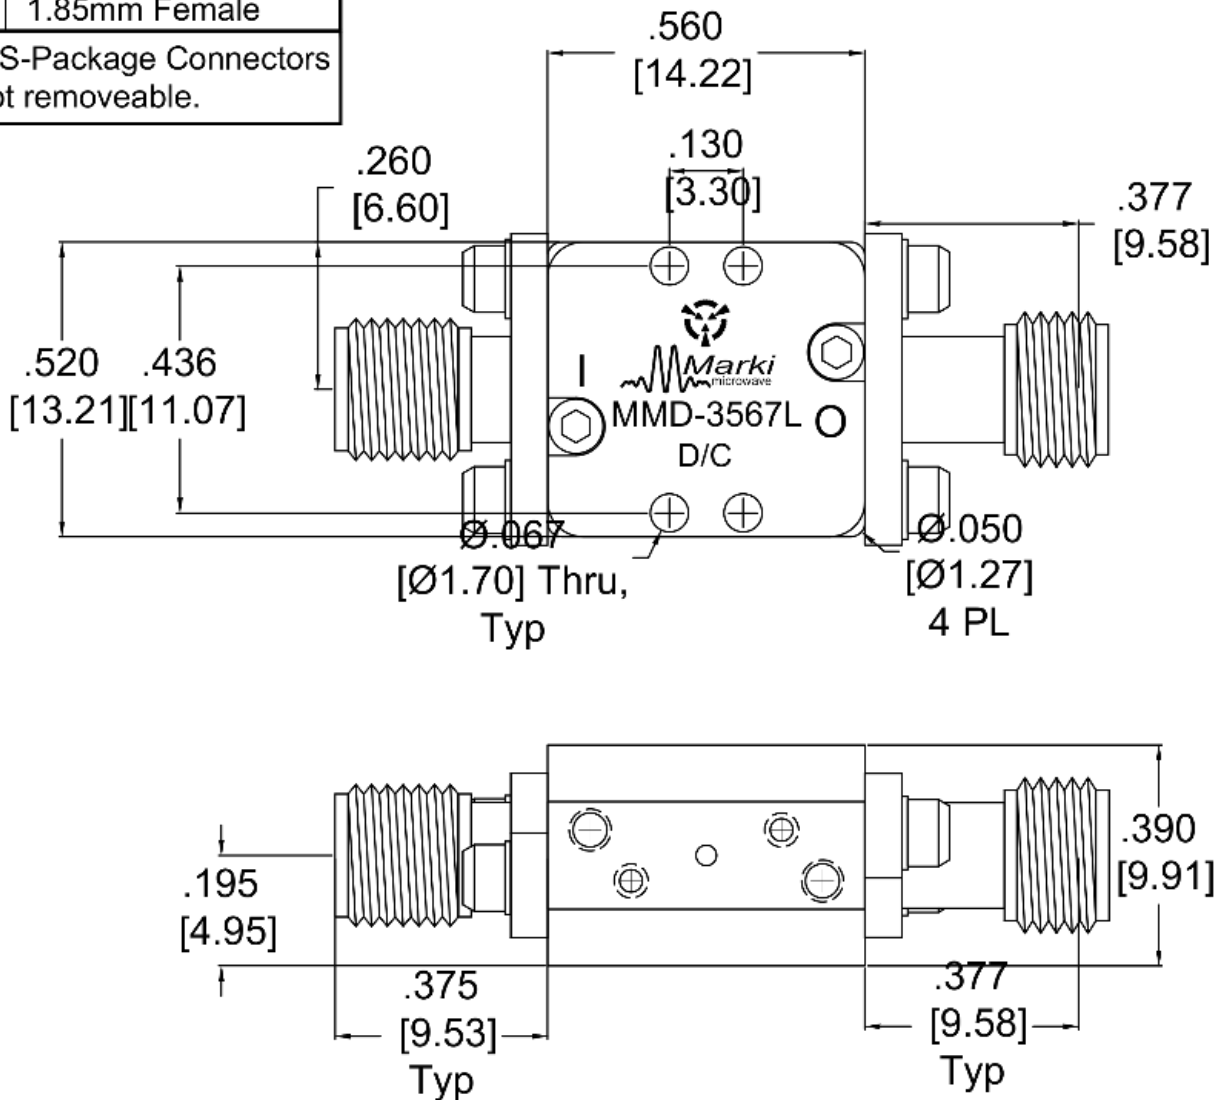 1.85mm Female
S-Package Connectors
ot removeable.
.560
[14.22]
.130
[3.30]
.260
[6.60]
.377
[9.58]
.520
[13.21]
.436
[11.07]
I
Marki
microwave
MMD-3567L
O
D/C
Ø.067
[Ø1.70] Thru,
Typ
Ø.050
[Ø1.27]
4 PL
.195
[4.95]
.390
[9.91]
.375
[9.53]
Typ
.377
[9.58]
Typ